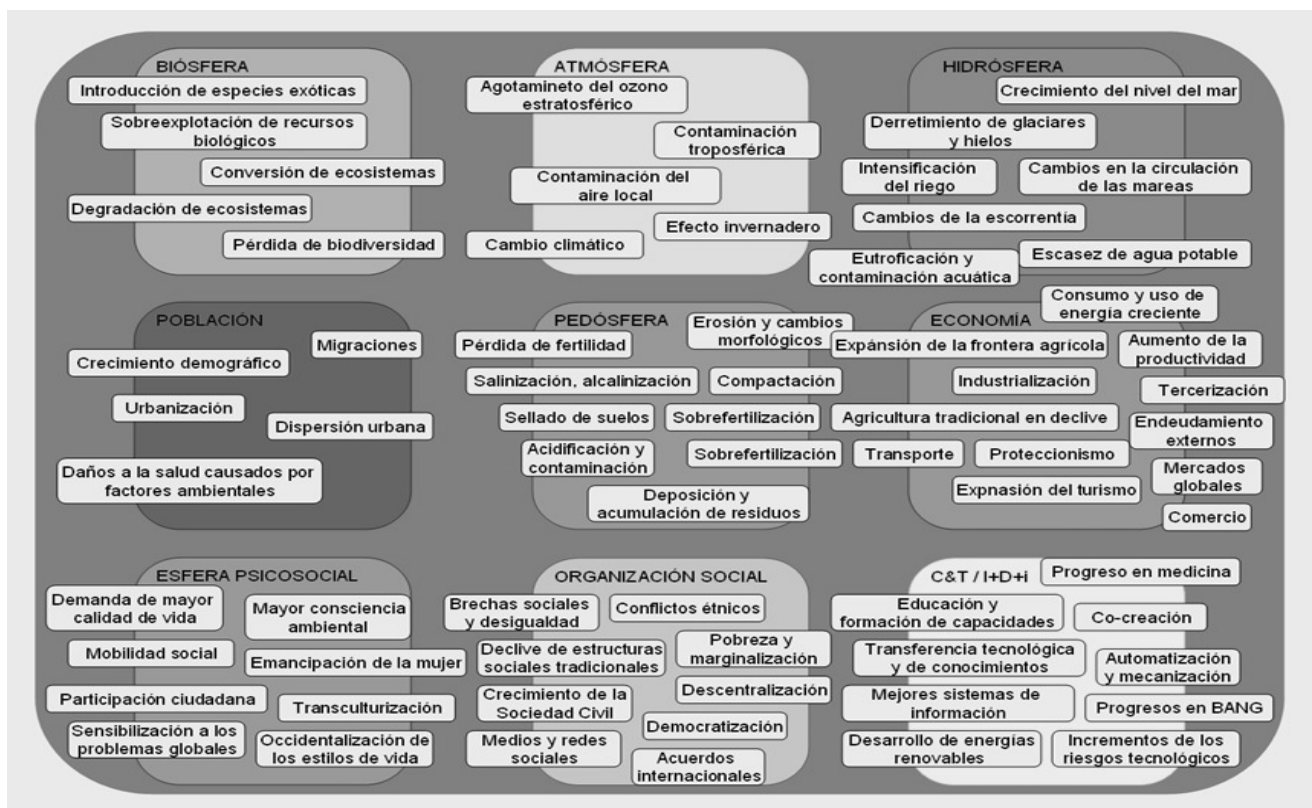 BIÓSFERA
Introducción de especies exóticas
Sobreexplotación de recursos
biológicos
Conversión de ecosistemas
Degradación de ecosistemas
Pérdida de biodiversidad
ATMÓSFERA
Agotamineto del ozono
estratosférico
Contaminación
troposférica
Contaminación del
aire local
Efecto invernadero
Cambio climático
HIDRÓSFERA
Crecimiento del nivel del mar
Derretimiento de glaciares
y hielos
Intensificación
del riego
Cambios en la circulación
de las mareas
Cambios de la escorrentía
Eutroficación y
contaminación acuática
Escasez de agua potable
POBLACIÓN
Migraciones
Crecimiento demográfico
Urbanización
Dispersión urbana
Daños a la salud causados por
factores ambientales
PEDÓSFERA
Erosión y cambios
morfológicos
Pérdida de fertilidad
Salinización, alcalinización
Compactación
Sellado de suelos
Sobrefertilización
Acidificación y
contaminación
Sobrefertilización
Deposición y
acumulación de residuos
ECONOMÍA
Consumo y uso de
energía creciente
Expánsión de la frontera agrícola
Aumento de la
productividad
Industrialización
Tercerización
Agricultura tradicional en declive
Endeudamiento
externos
Transporte
Proteccionismo
Mercados
globales
Expnasión del turismo
Comercio
ESFERA PSICOSOCIAL
Demanda de mayor
calidad de vida
Mayor consciencia
ambiental
Mobilidad social
Emancipación de la mujer
Participación ciudadana
Transculturización
Sensibilización a los
problemas globales
Occidentalización de
los estilos de vida
ORGANIZACIÓN SOCIAL
Brechas sociales
y desigualdad
Conflictos étnicos
Declive de estructuras
sociales tradicionales
Pobreza y
marginalización
Crecimiento de la
Sociedad Civil
Descentralización
Democratización
Medios y redes
sociales
Acuerdos
internacionales
C&T / I+D+i
Progreso en medicina
Educación y
formación de capacidades
Co-creación
Transferencia tecnológica
y de conocimientos
Automatización
y mecanización
Mejores sistemas de
información
Progresos en BANG
Desarrollo de energías
renovables
Incrementos de los
riesgos tecnológicos